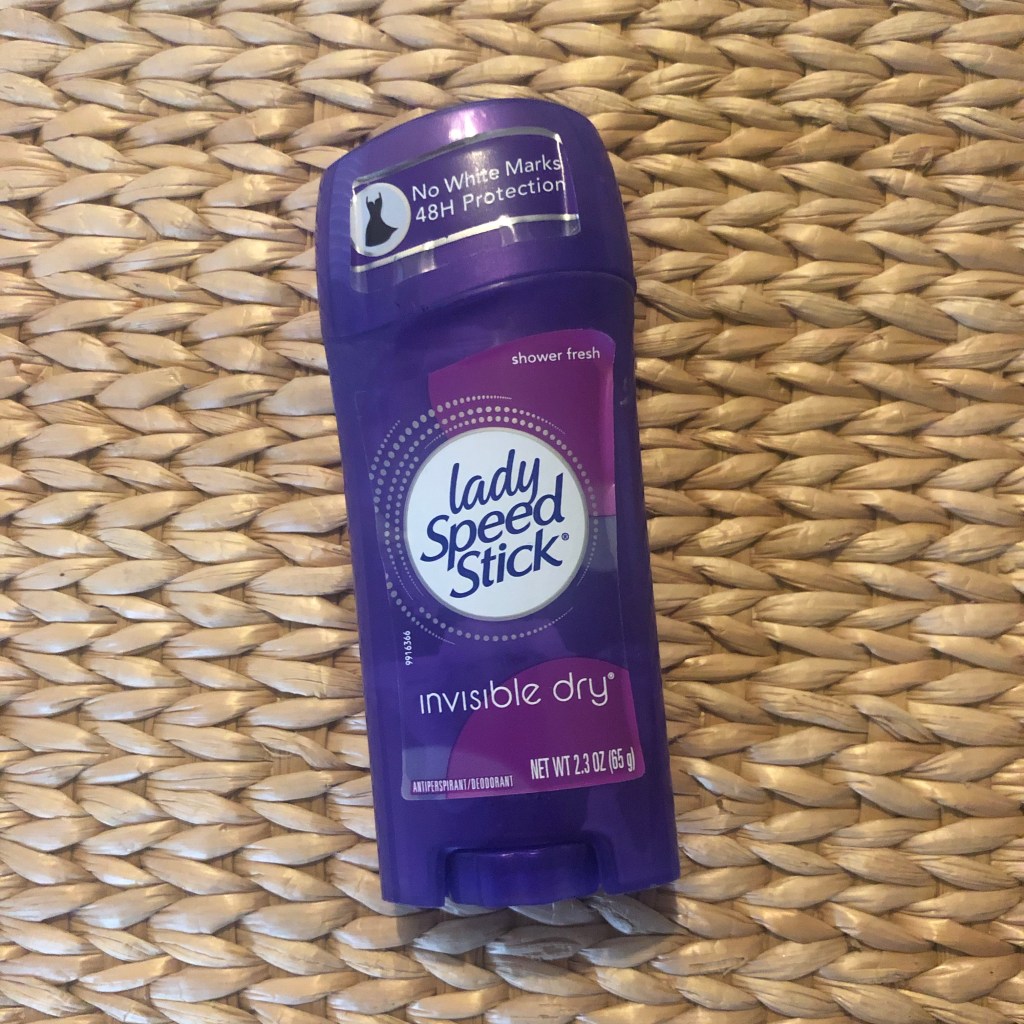 No White Marks
48H Protection
shower fresh
lady
Speed
Stick®
9916366
invisible dry®
NET WT 2.3 OZ (65 g)
ANTIPERSPIRANT/DEODORANT